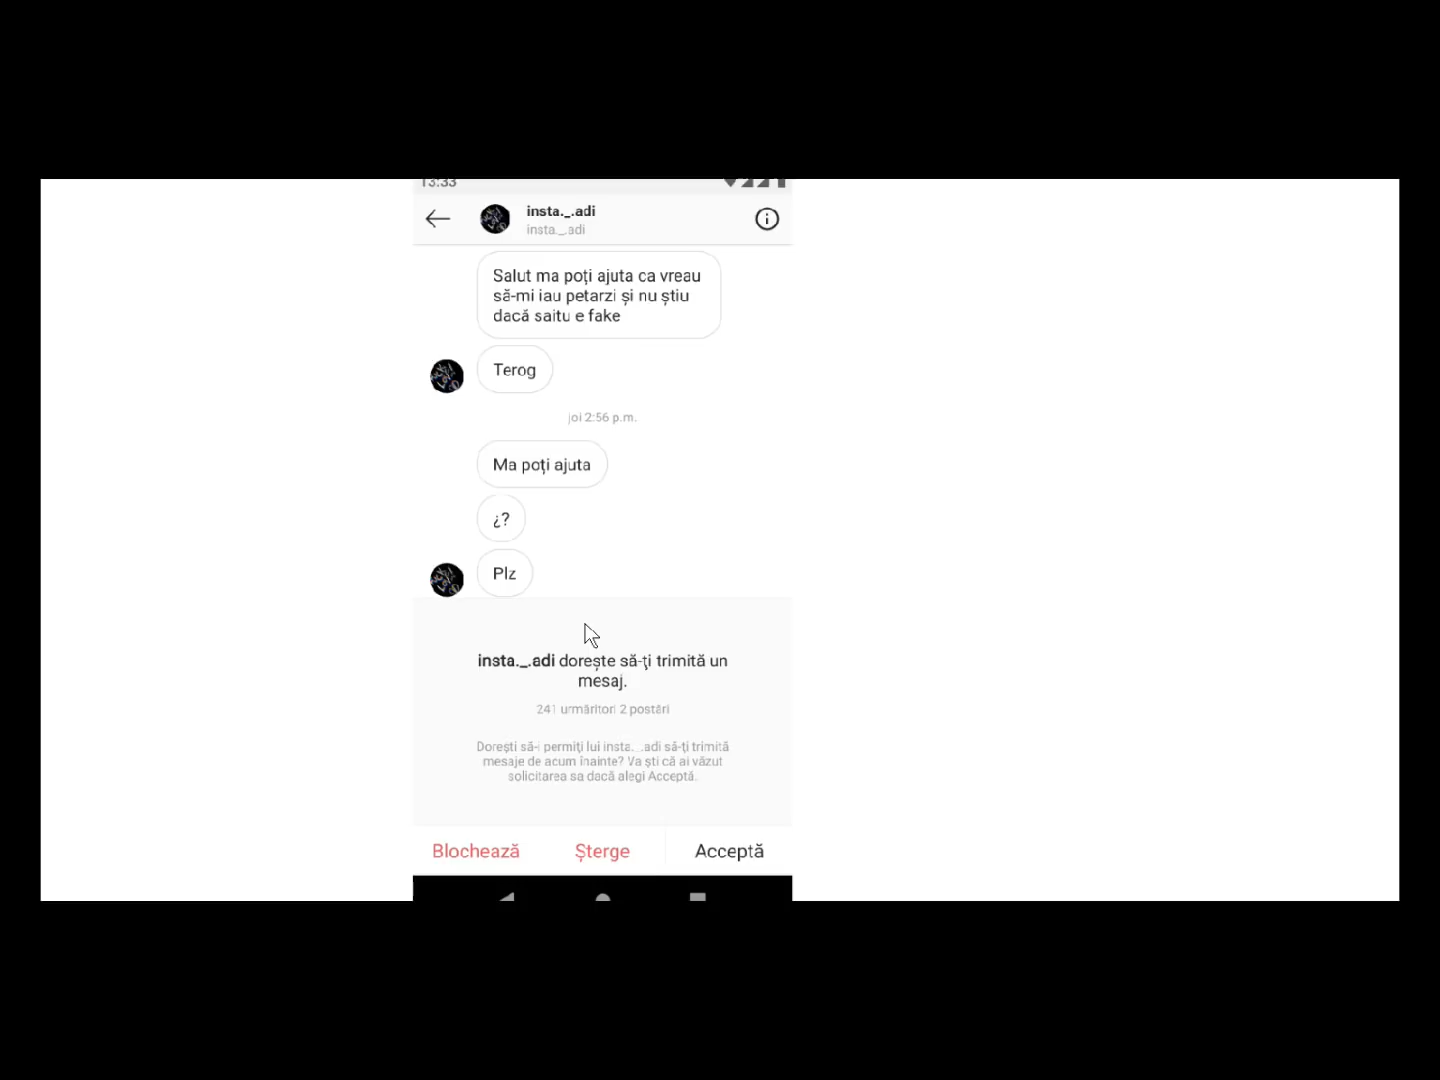 13:33
insta._.adi
insta._.adi
Salut ma poți ajuta ca vreau
să-mi iau petarzi și nu știu
dacă saitu e fake
Terog
joi 2:56 p.m.
Ma poți ajuta
¿?
Plz
insta._.adi dorește să-ți trimită un
mesaj.
241 urmăritori 2 postări
Dorești să-i permiți lui insta._.adi să-ți trimită
mesaje de acum înainte? Va ști că ai văzut
solicitarea sa dacă alegi Acceptă.
Blochează Șterge Acceptă